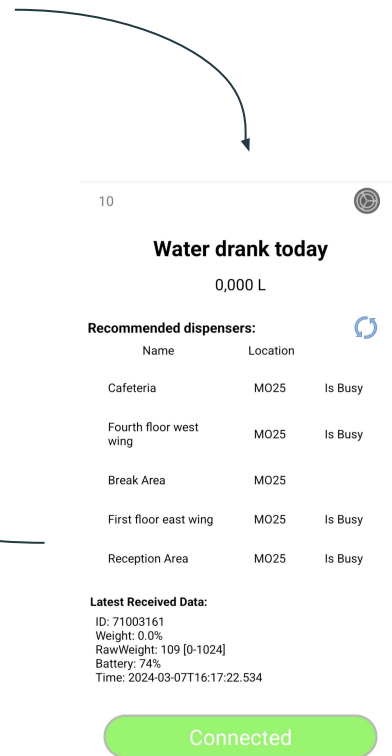 10
Water drank today
0,000 L
Recommended dispensers:
Name Location
Cafeteria MO25 Is Busy
Fourth floor west
wing MO25 Is Busy
Break Area MO25
First floor east wing MO25 Is Busy
Reception Area MO25 Is Busy
Latest Received Data:
ID: 71003161
Weight: 0.0%
RawWeight: 109 [0-1024]
Battery: 74%
Time: 2024-03-07T16:17:22.534
Connected